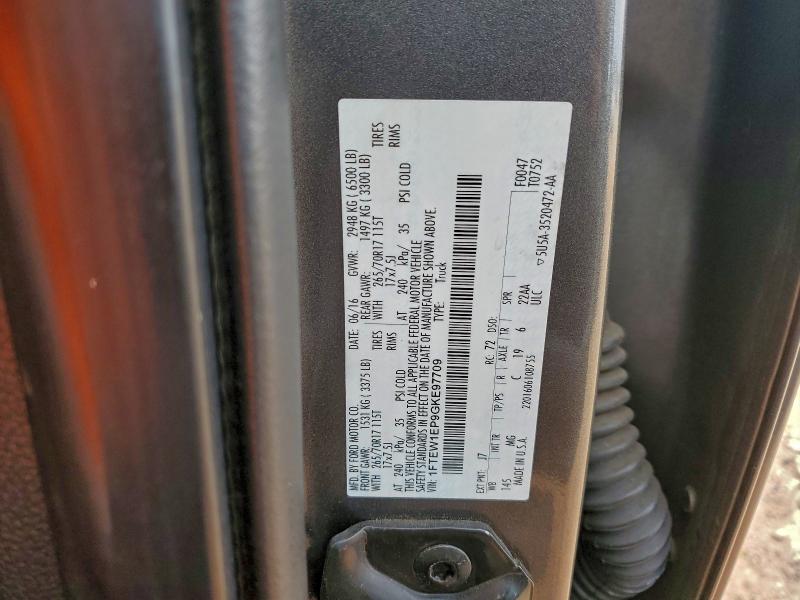 MFD. BY FORD MOTOR CO. DATE: 06/16 GVWR: 2948 KG ( 6500 LB)
FRONT GAWR: 1531 KG ( 3375 LB) REAR GAWR: 1497 KG ( 3300 LB)
WITH 265/70R17 115T TIRES WITH 265/70R17 115T TIRES
17x7.5J RIMS 17x7.5J RIMS
AT 240 kPa/ 35 PSI COLD AT 240 kPa/ 35 PSI COLD
THIS VEHICLE CONFORMS TO ALL APPLICABLE FEDERAL MOTOR VEHICLE
SAFETY STANDARDS IN EFFECT ON THE DATE OF MANUFACTURE SHOWN ABOVE.
VIN: 1FTEW1EP9GKE97709 TYPE: Truck
EXT PNT: J7 RC: 72 DSO: F0047
T0752
WB INT TR TP/PS R AXLE TR SPR
145 MG C 19 6 22AA
MADE IN U.S.A. ULC
2201606108755 ▽5U5A-3520472-AA